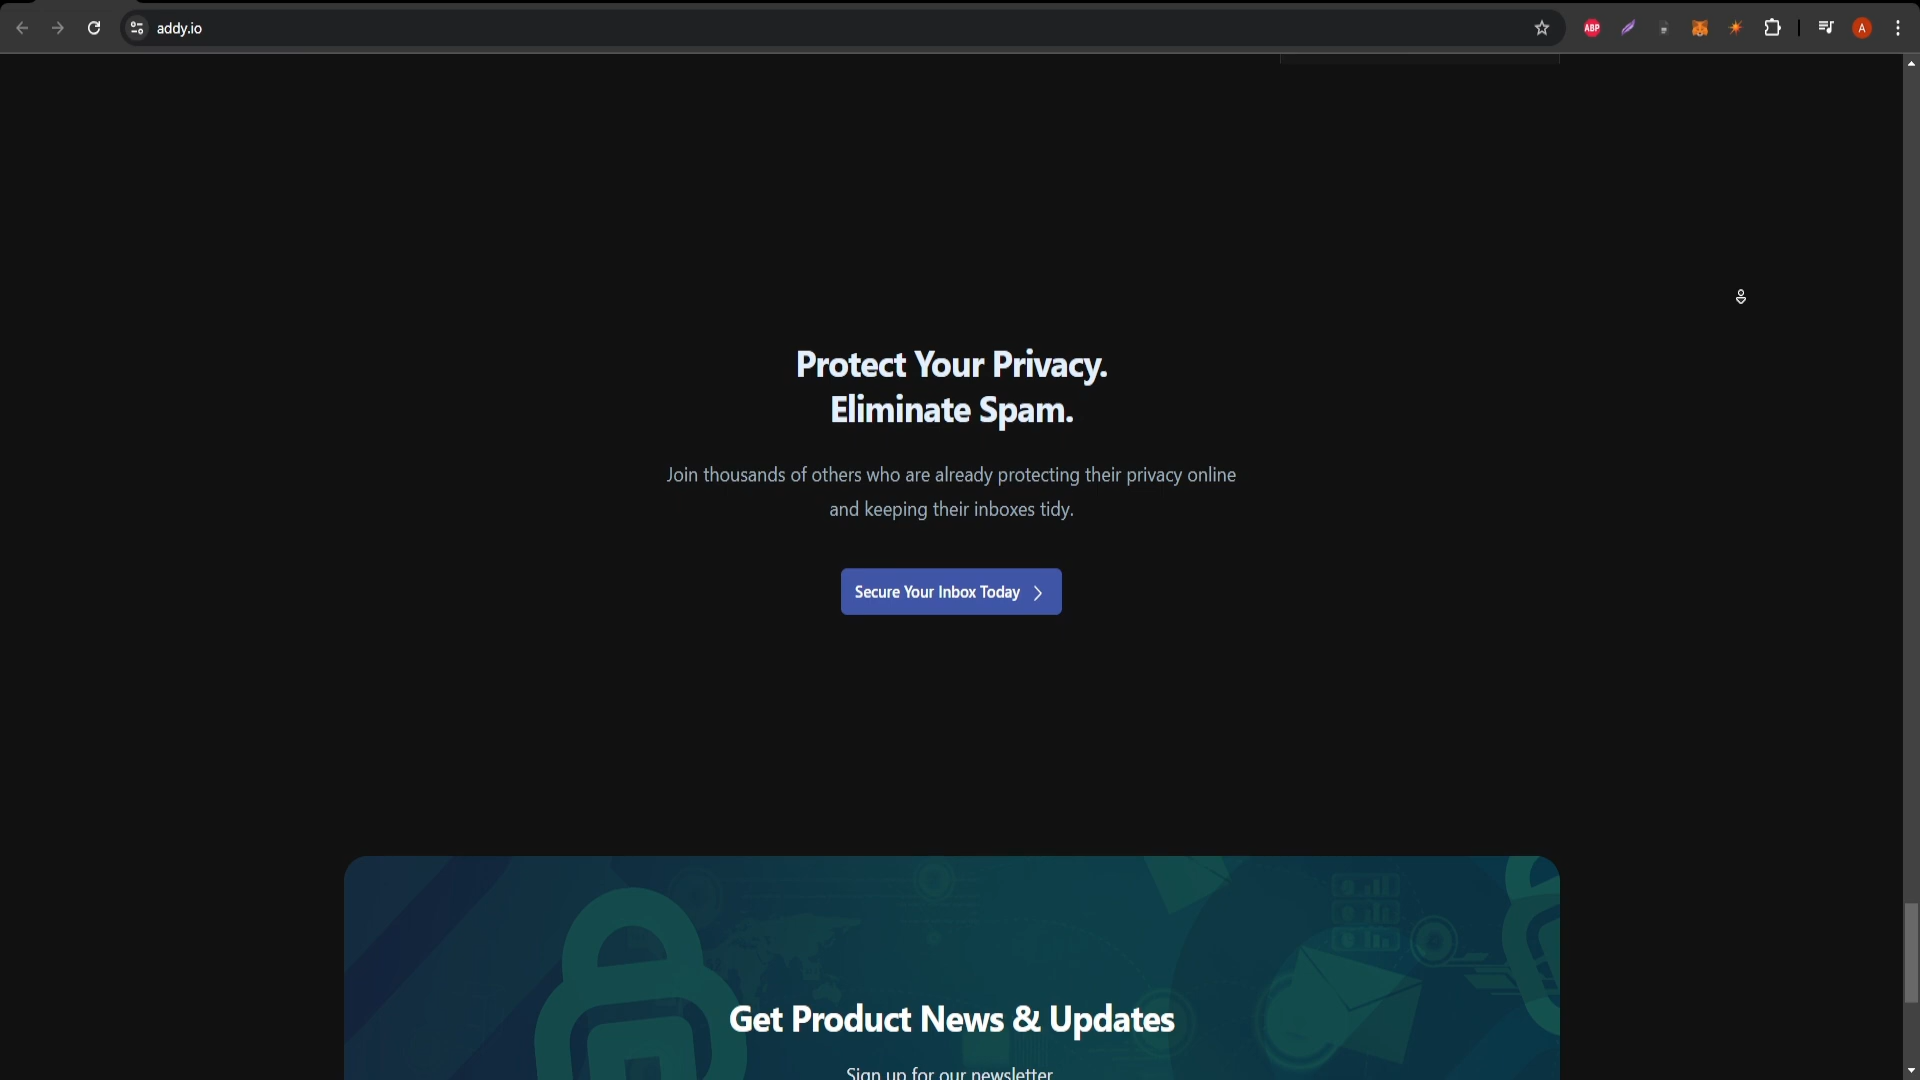 addy.io
ABP
A
Protect Your Privacy.
Eliminate Spam.
Join thousands of others who are already protecting their privacy online
and keeping their inboxes tidy.
Secure Your Inbox Today
Get Product News & Updates
Sign up for our newsletter